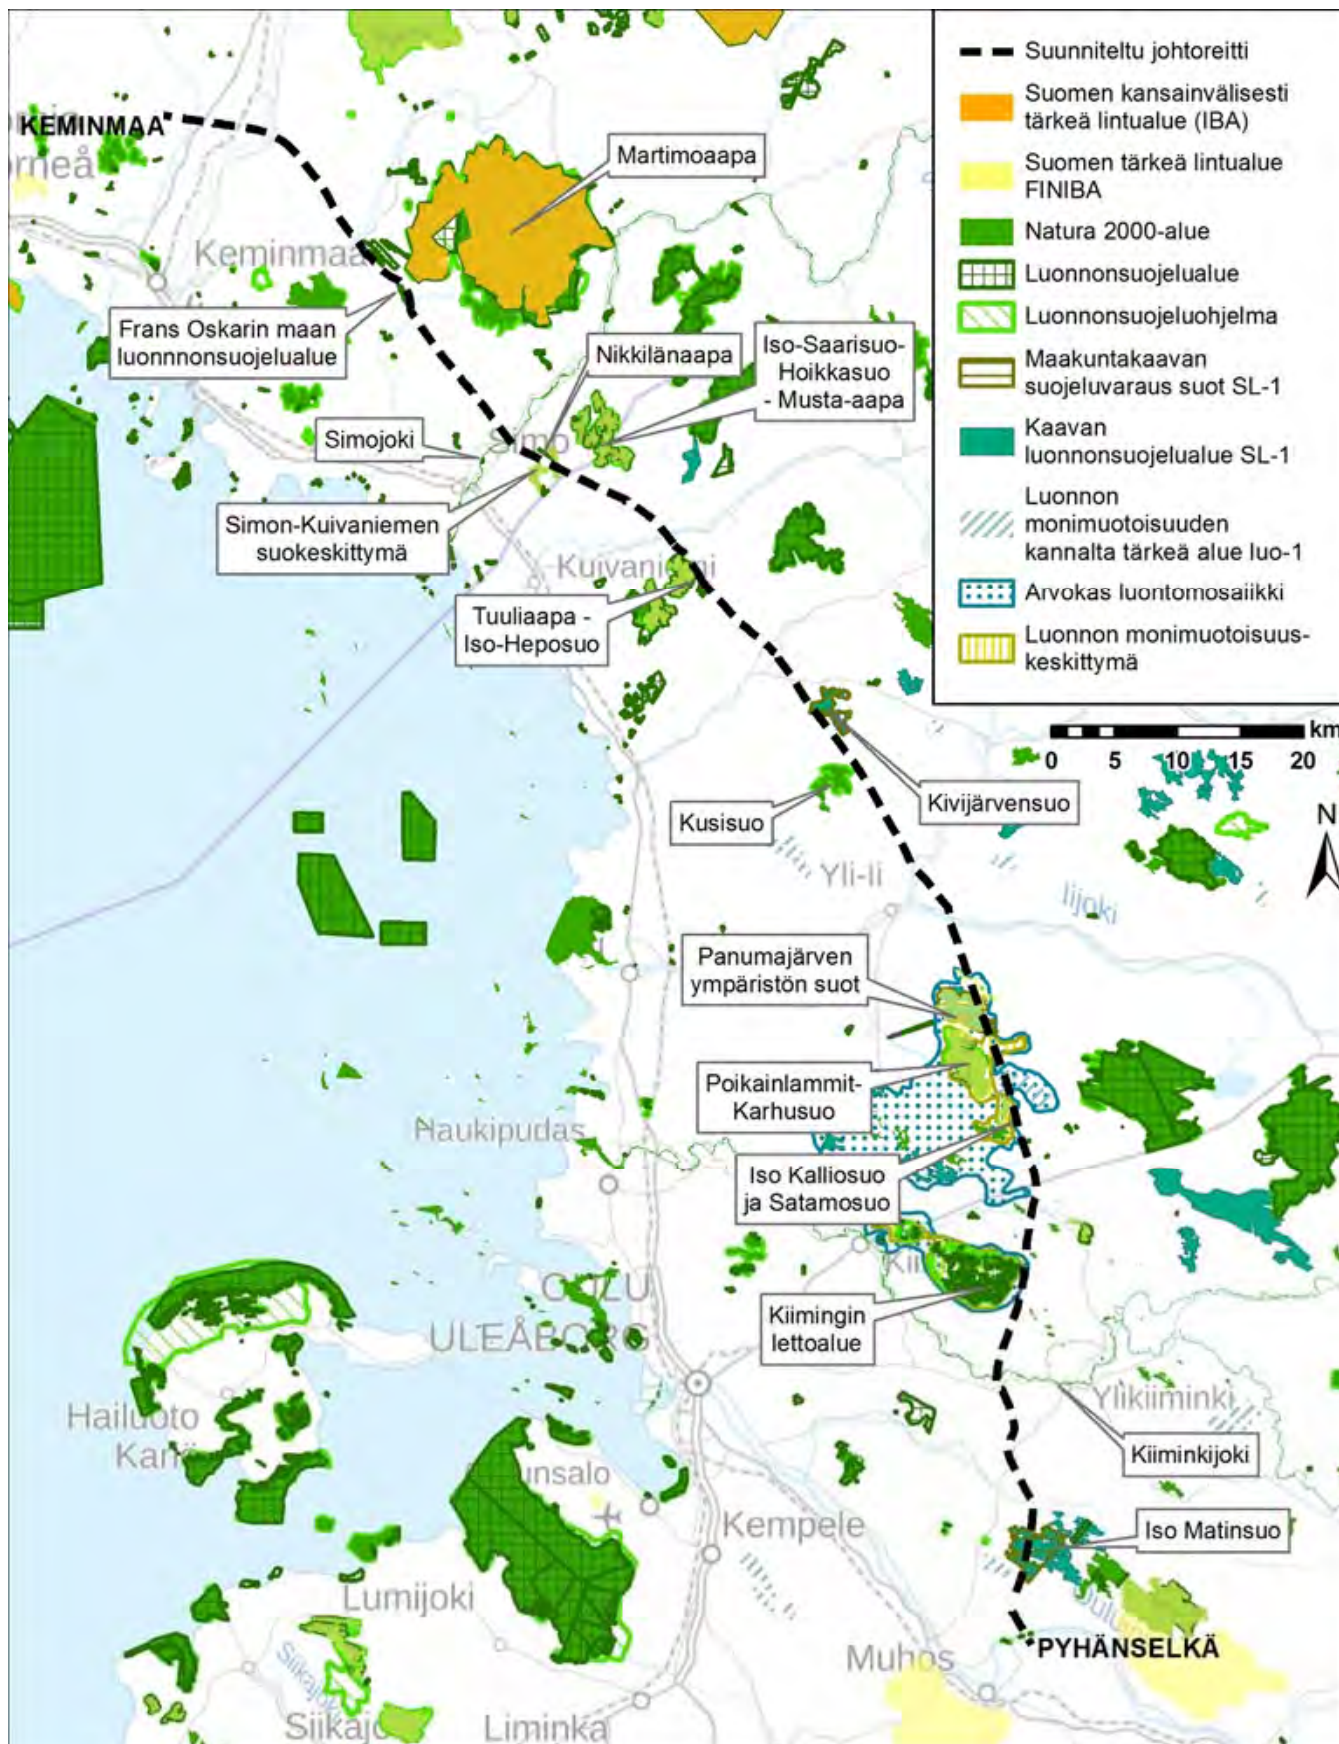 Suunniteltu johtoreitti
Suomen kansainvälisesti
tärkeä lintualue (IBA)
Suomen tärkeä lintualue
FINIBA
Natura 2000-alue
Luonnonsuojelualue
Luonnonsuojeluohjelma
Maakuntakaavan
suojeluvaraus suot SL-1
Kaavan
luonnonsuojelualue SL-1
Luonnon
monimuotoisuuden
kannalta tärkeä alue luo-1
Arvokas luontomosaiikki
Luonnon monimuotoisuus-
keskittymä
km
0 5 10 15 20
N
KEMINMAA
Martimoaapa
Keminmaa
Frans Oskarin maan
luonnnonsuojelualue
Nikkilänaapa
Iso-Saarisuo-
Hoikkasuo
- Musta-aapa
Simojoki
Simo
Simon-Kuivaniemen
suokeskittymä
Kuivaniemi
Tuuliaapa -
Iso-Heposuo
Kivijärvensuo
Kusisuo
Yli-Ii
Iijoki
Panumajärven
ympäristön suot
Poikainlammit-
Karhusuo
Haukipudas
Iso Kalliosuo
ja Satamosuo
Kiimingin
lettoalue
OULU
ULEÅBORG
Ylikiiminki
Hailuoto
Kiiminkijoki
Kempele
Iso Matinsuo
Lumijoki
PYHÄNSELKÄ
Muhos
Siikajoki
Liminka